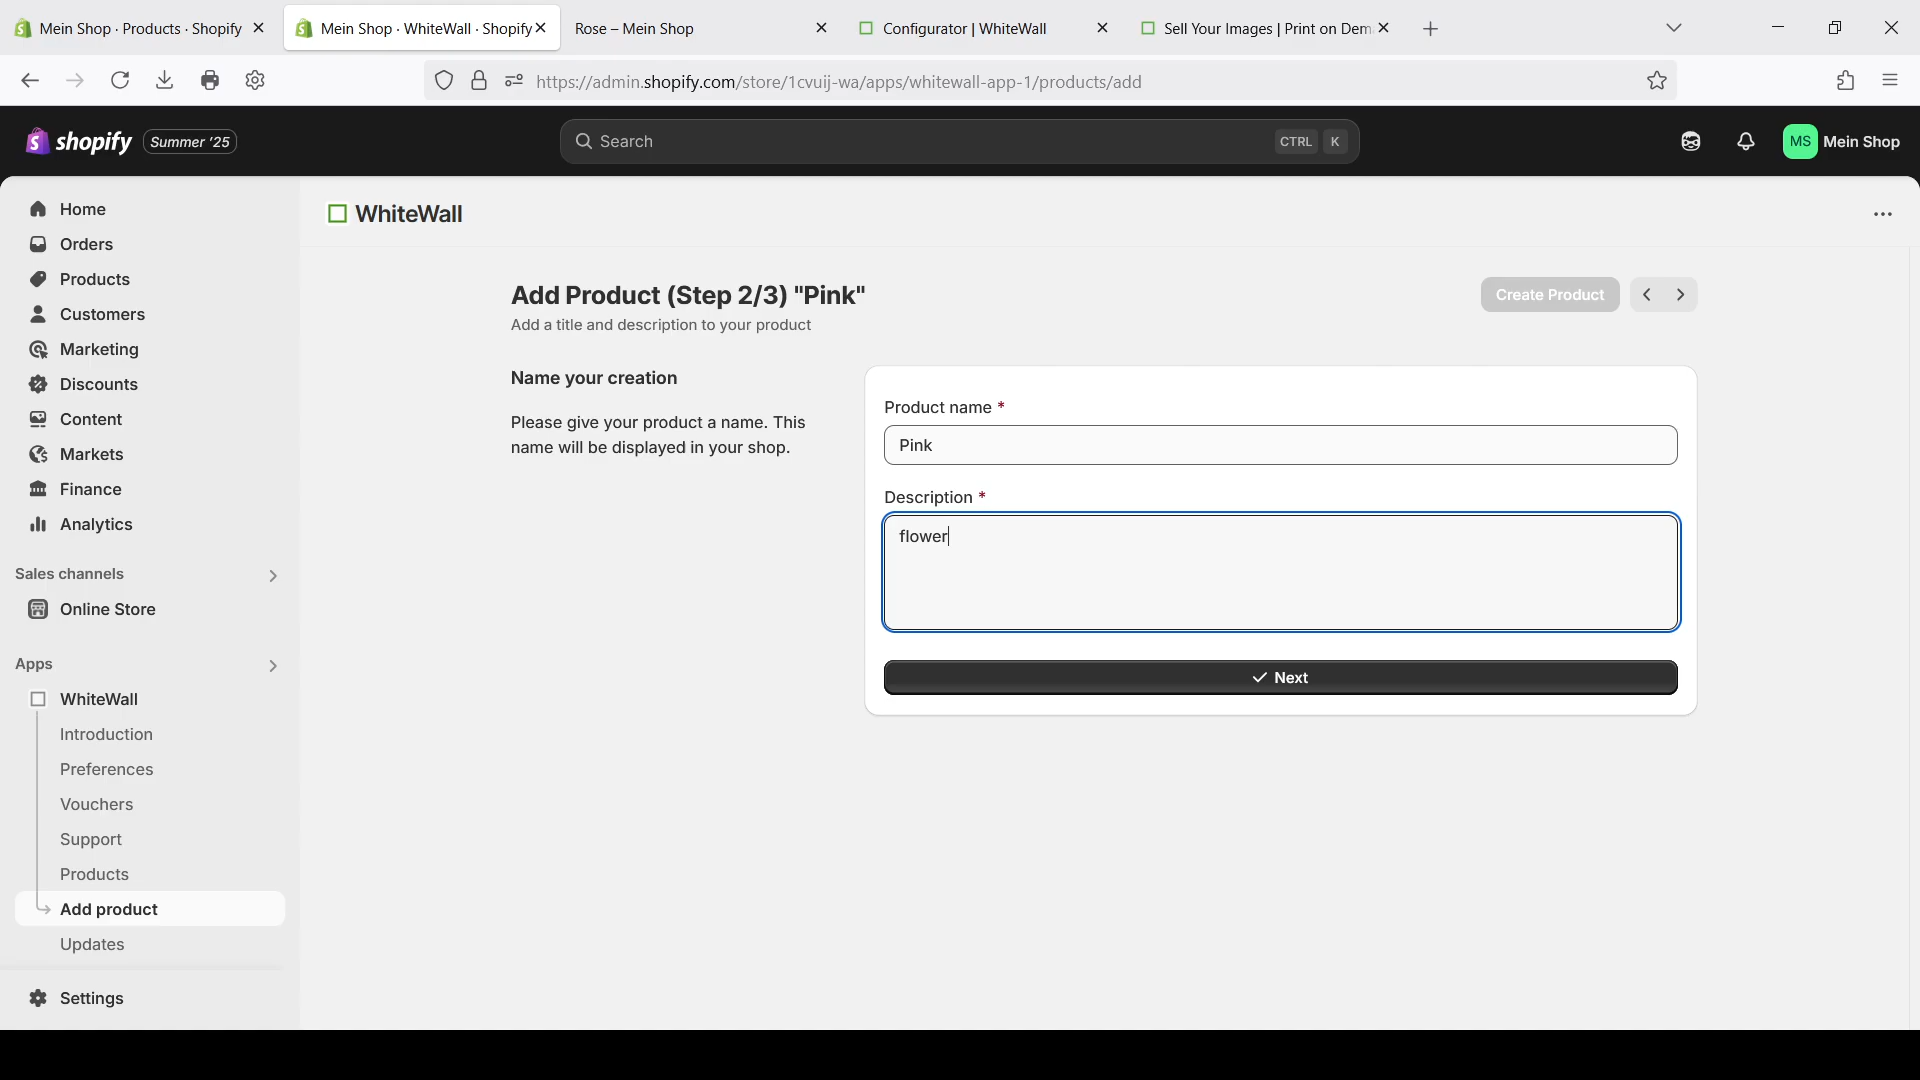 Mein Shop · Products · Shopify
Mein Shop · WhiteWall · Shopify
Rose – Mein Shop
Configurator | WhiteWall
Sell Your Images | Print on Dem
https://admin.shopify.com/store/1cvuij-wa/apps/whitewall-app-1/products/add
shopify
Summer '25
Search
CTRL K
MS
Mein Shop
Home
Orders
Products
Customers
Marketing
Discounts
Content
Markets
Finance
Analytics
Sales channels
Online Store
Apps
WhiteWall
Introduction
Preferences
Vouchers
Support
Products
Add product
Updates
Settings
WhiteWall
Add Product (Step 2/3) "Pink"
Add a title and description to your product
Create Product
Name your creation
Please give your product a name. This
name will be displayed in your shop.
Product name *
Pink
Description *
flower
Next